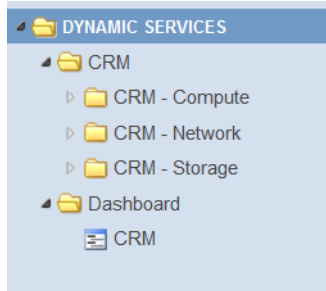 DYNAMIC SERVICES
CRM
CRM - Compute
CRM - Network
CRM - Storage
Dashboard
CRM